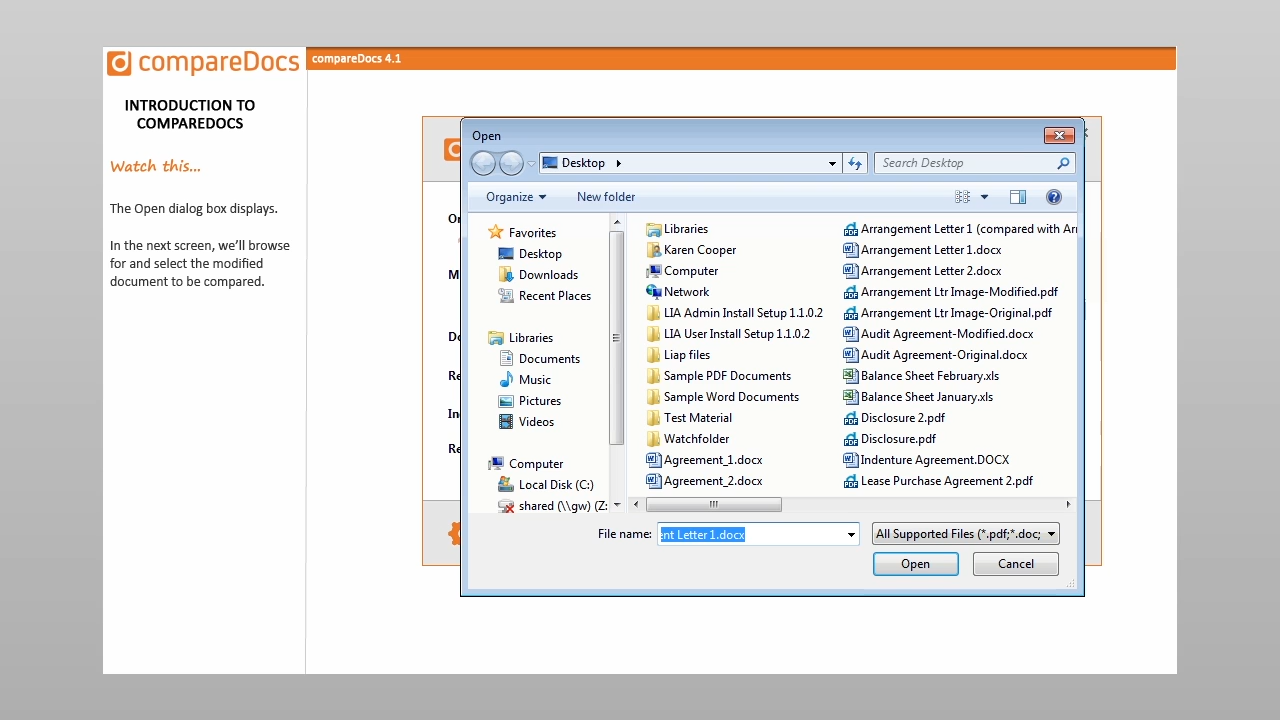 compareDocs
compareDocs 4.1
INTRODUCTION TO
COMPAREDOCS
Watch this...
The Open dialog box displays.
In the next screen, we'll browse
for and select the modified
document to be compared.
Open
Desktop
Search Desktop
Organize
New folder
Favorites
Desktop
Downloads
Recent Places
Libraries
Documents
Music
Pictures
Videos
Computer
Local Disk (C:)
shared (\\gw) (Z:
Libraries
Karen Cooper
Computer
Network
LIA Admin Install Setup 1.1.0.2
LIA User Install Setup 1.1.0.2
Liap files
Sample PDF Documents
Sample Word Documents
Test Material
Watchfolder
Agreement_1.docx
Agreement_2.docx
Arrangement Letter 1 (compared with Arr
Arrangement Letter 1.docx
Arrangement Letter 2.docx
Arrangement Ltr Image-Modified.pdf
Arrangement Ltr Image-Original.pdf
Audit Agreement-Modified.docx
Audit Agreement-Original.docx
Balance Sheet February.xls
Balance Sheet January.xls
Disclosure 2.pdf
Disclosure.pdf
Indenture Agreement.DOCX
Lease Purchase Agreement 2.pdf
File name:
ent Letter 1.docx
All Supported Files (*.pdf;*.doc;
Open
Cancel
Or
M
Do
Re
In
Re